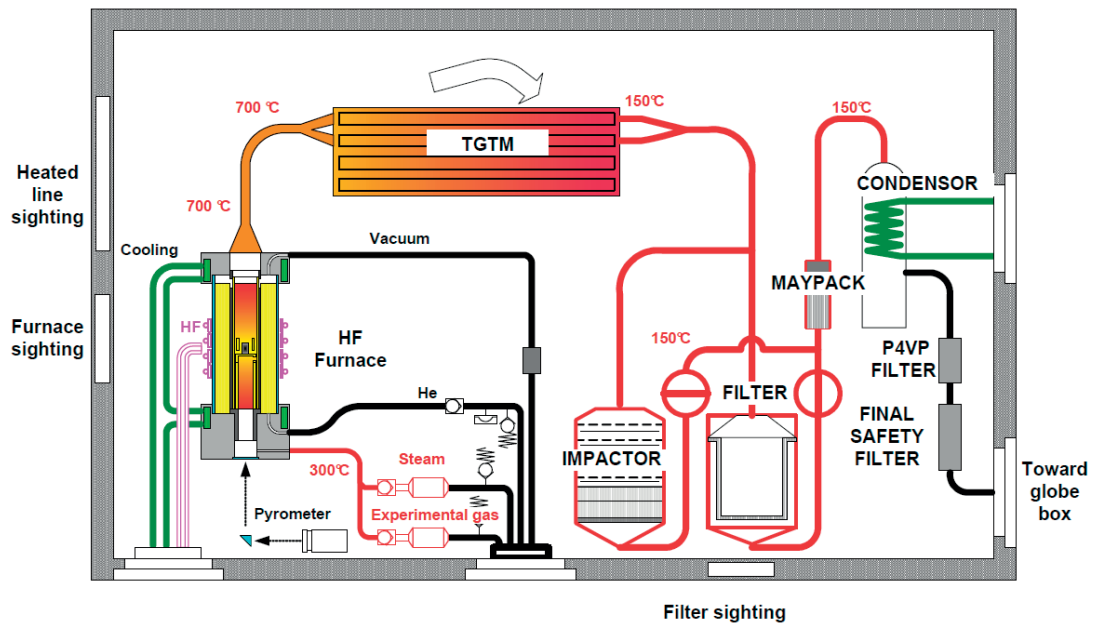 700 °C
150°C
150°C
TGTM
Heated
line
sighting
CONDENSOR
700 °C
Cooling
Vacuum
MAYPACK
Furnace
sighting
HF
HF
Furnace
150°C
P4VP
FILTER
He
FILTER
FINAL
SAFETY
FILTER
IMPACTOR
300°C
Steam
Toward
globe
box
Pyrometer
Experimental gas
Filter sighting